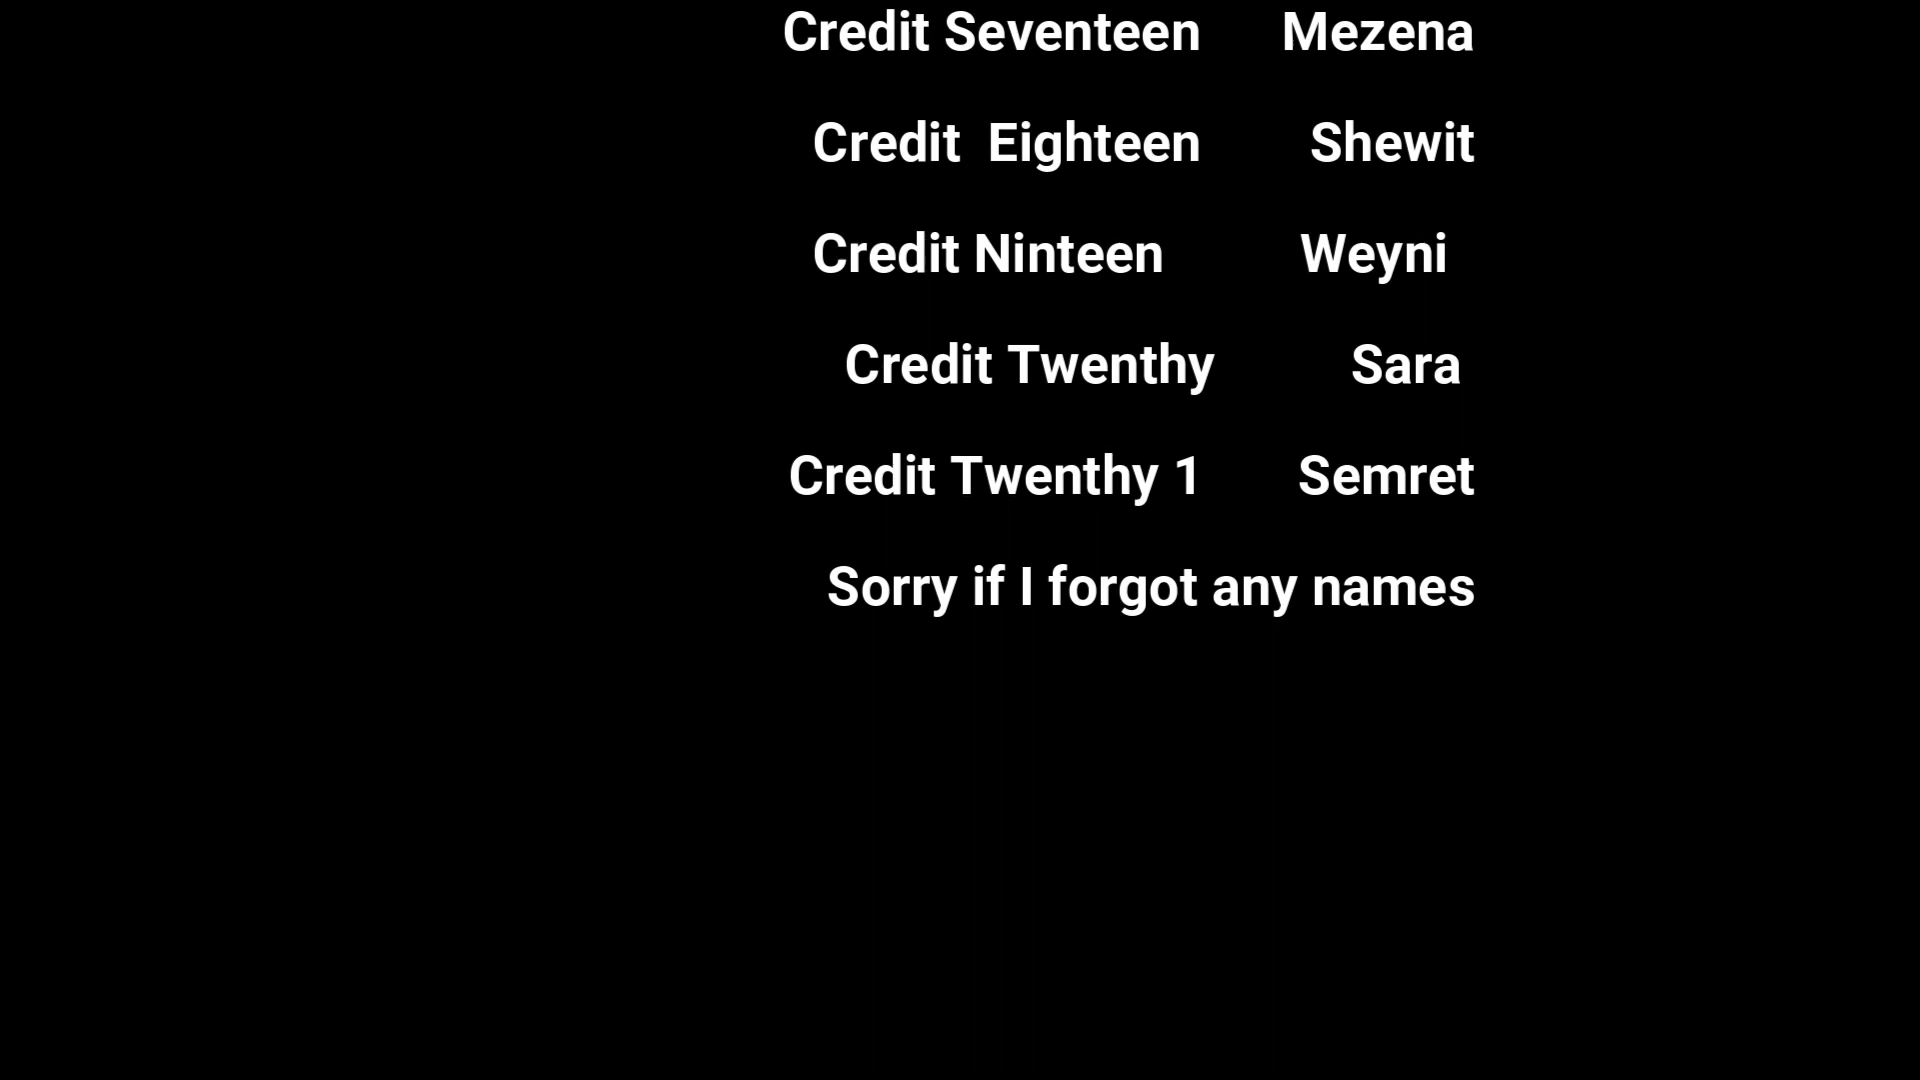 Credit Seventeen Mezena
Credit Eighteen Shewit
Credit Ninteen Weyni
Credit Twenthy Sara
Credit Twenthy 1 Semret
Sorry if I forgot any names